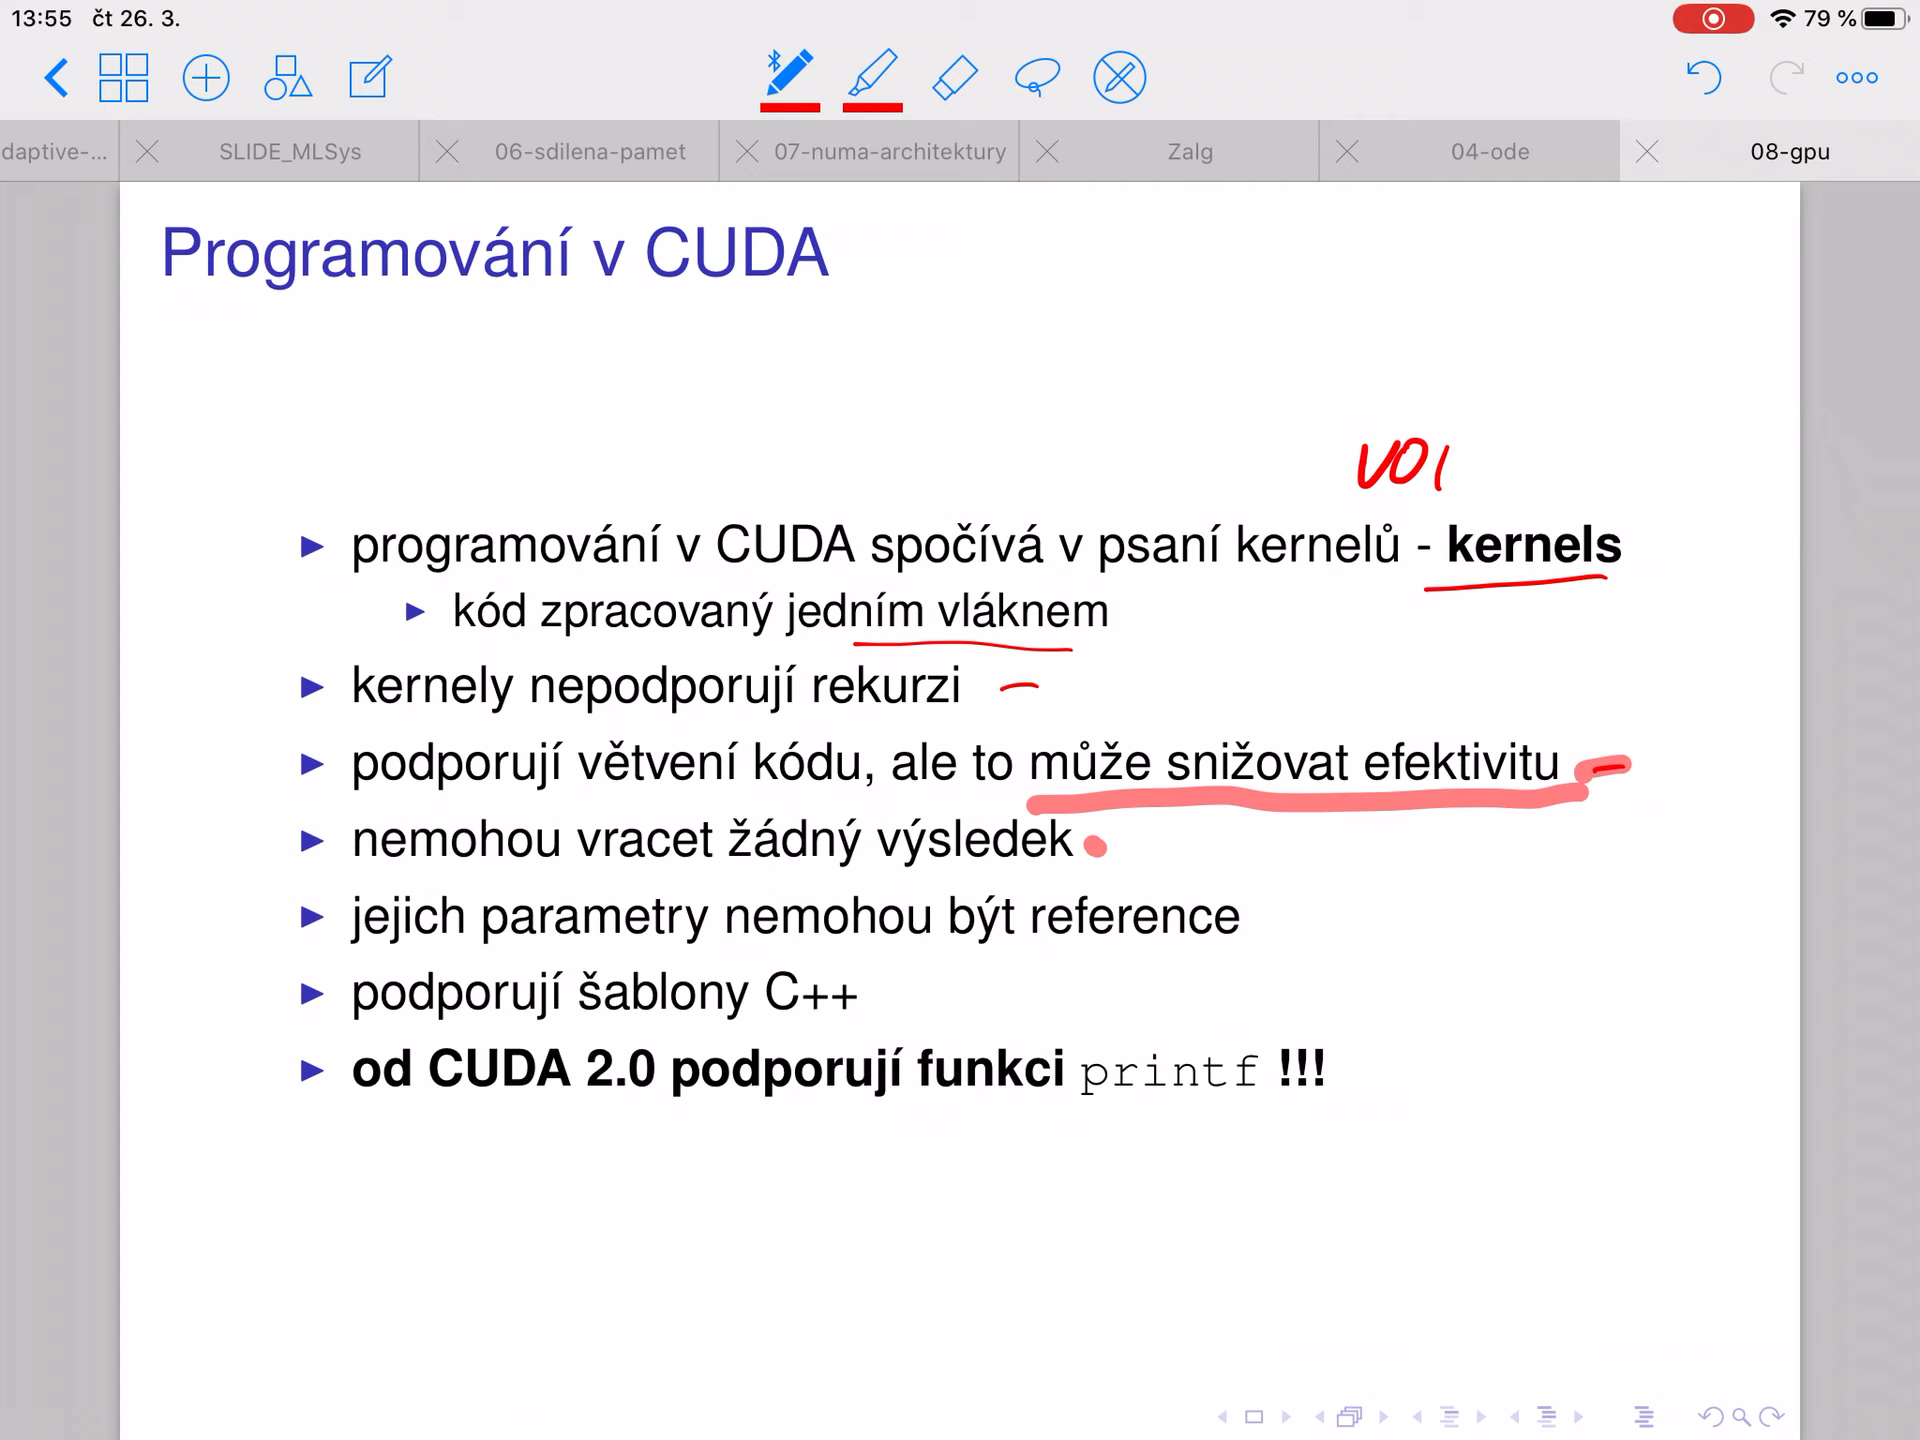 13:55 čt 26. 3.
79 %
daptive-...
SLIDE_MLSys
06-sdilena-pamet
07-numa-architektury
Zalg
04-ode
08-gpu
Programování v CUDA
VOI
programování v CUDA spočívá v psaní kernelů - kernels
kód zpracovaný jedním vláknem
kernely nepodporují rekurzi
podporují větvení kódu, ale to může snižovat efektivitu
nemohou vracet žádný výsledek
jejich parametry nemohou být reference
podporují šablony C++
od CUDA 2.0 podporují funkci printf !!!